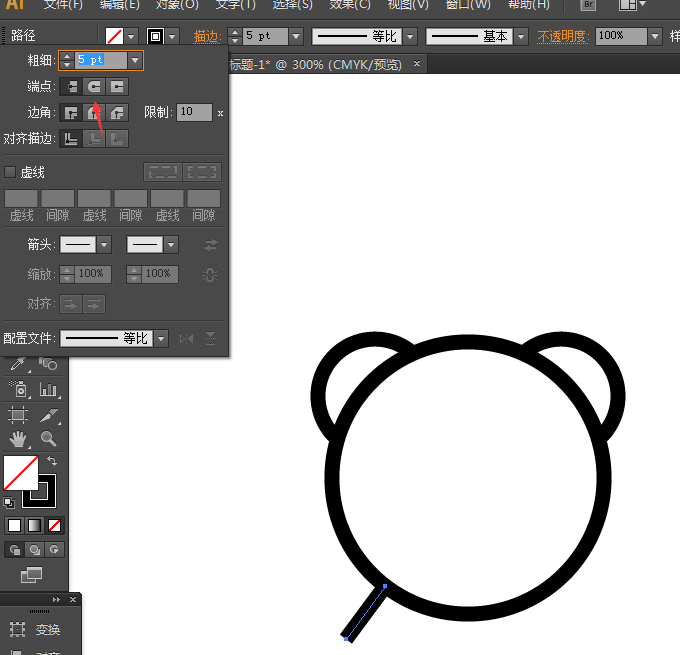 Ai 文件(F) 编辑(E) 对象(O) 文字(T) 选择(S) 效果(C) 视图(V) 窗口(W) 帮助(H) Br
路径 描边: 5 pt 等比 基本 不透明度: 100% 样
标题-1* @ 300% (CMYK/预览) ×
粗细: 5 pt
端点:
边角: 限制: 10 x
对齐描边:
虚线
虚线 间隙 虚线 间隙 虚线 间隙
箭头:
缩放: 100% 100%
对齐:
配置文件: 等比
变换